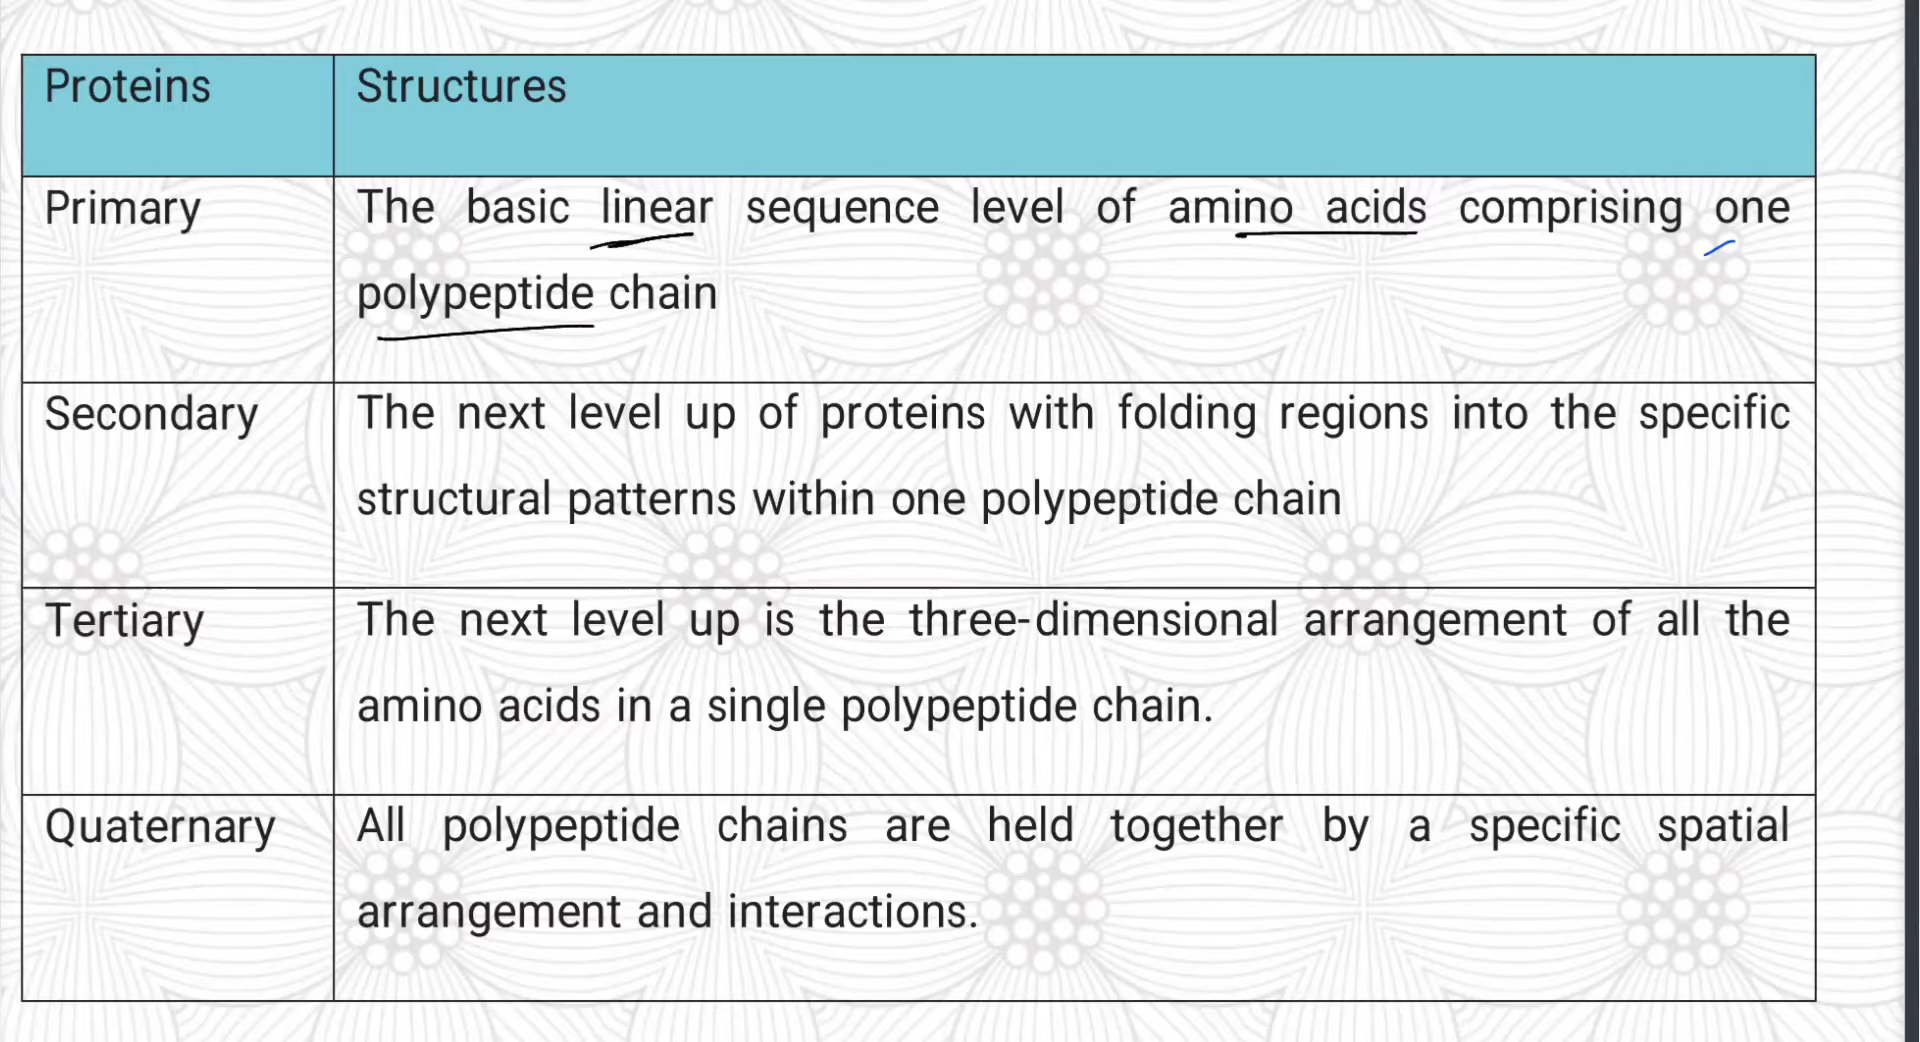 Proteins
Structures
Primary
The basic linear sequence level of amino acids comprising one
polypeptide chain
Secondary
The next level up of proteins with folding regions into the specific
structural patterns within one polypeptide chain
Tertiary
The next level up is the three-dimensional arrangement of all the
amino acids in a single polypeptide chain.
Quaternary
All polypeptide chains are held together by a specific spatial
arrangement and interactions.